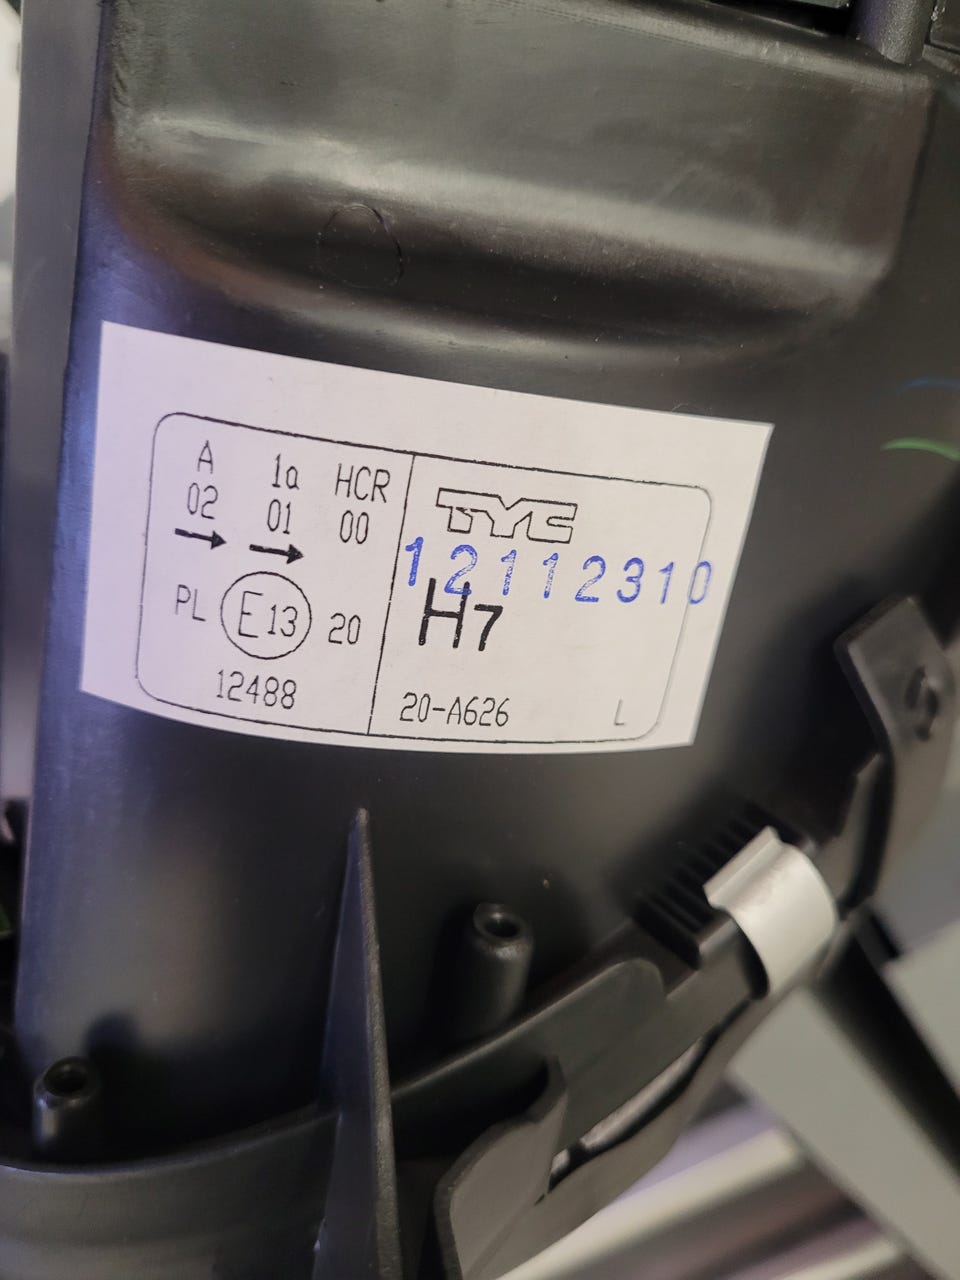 A 1a HCR
02 01 00
PL E13 20
12488
TYC
12112310
H7
20-A626 L